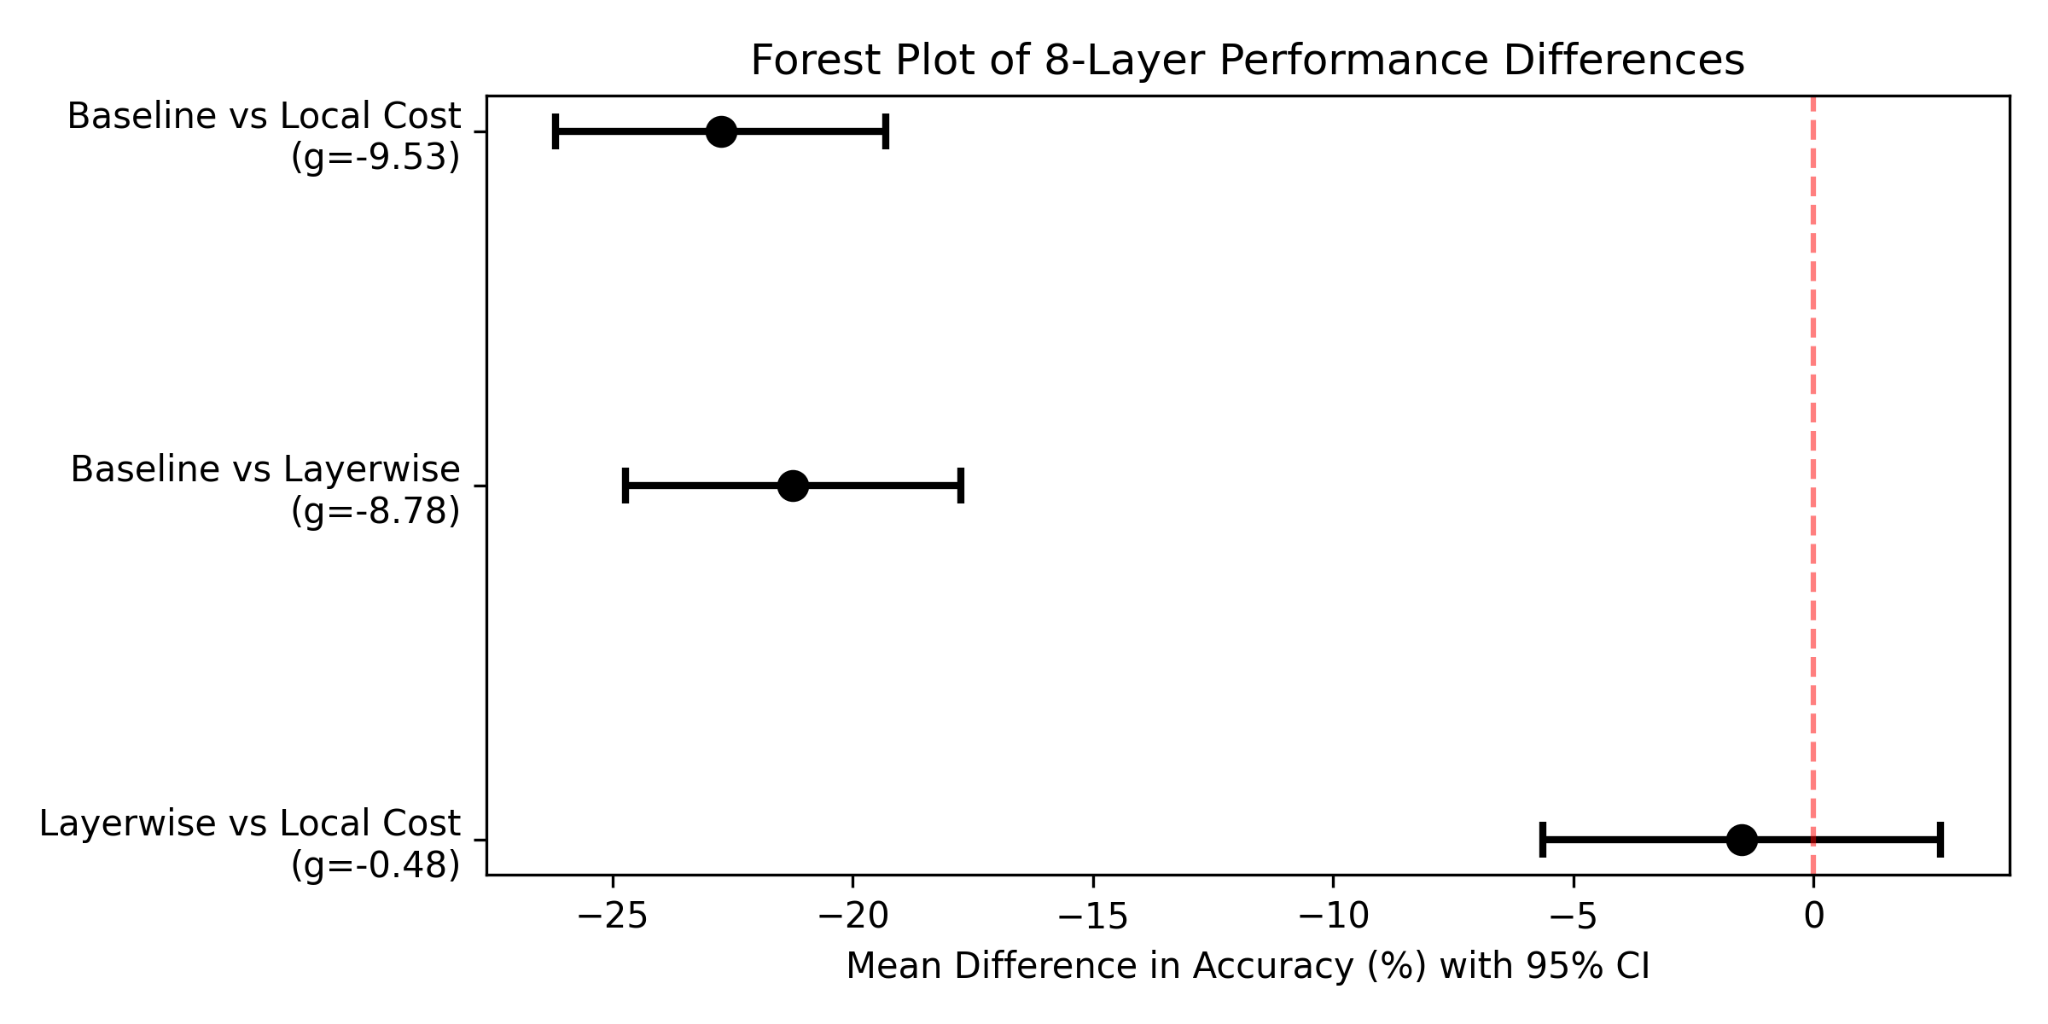 Forest Plot of 8-Layer Performance Differences
Baseline vs Local Cost
(g=-9.53)
Baseline vs Layerwise
(g=-8.78)
Layerwise vs Local Cost
(g=-0.48)
−25 −20 −15 −10 −5 0
Mean Difference in Accuracy (%) with 95% CI